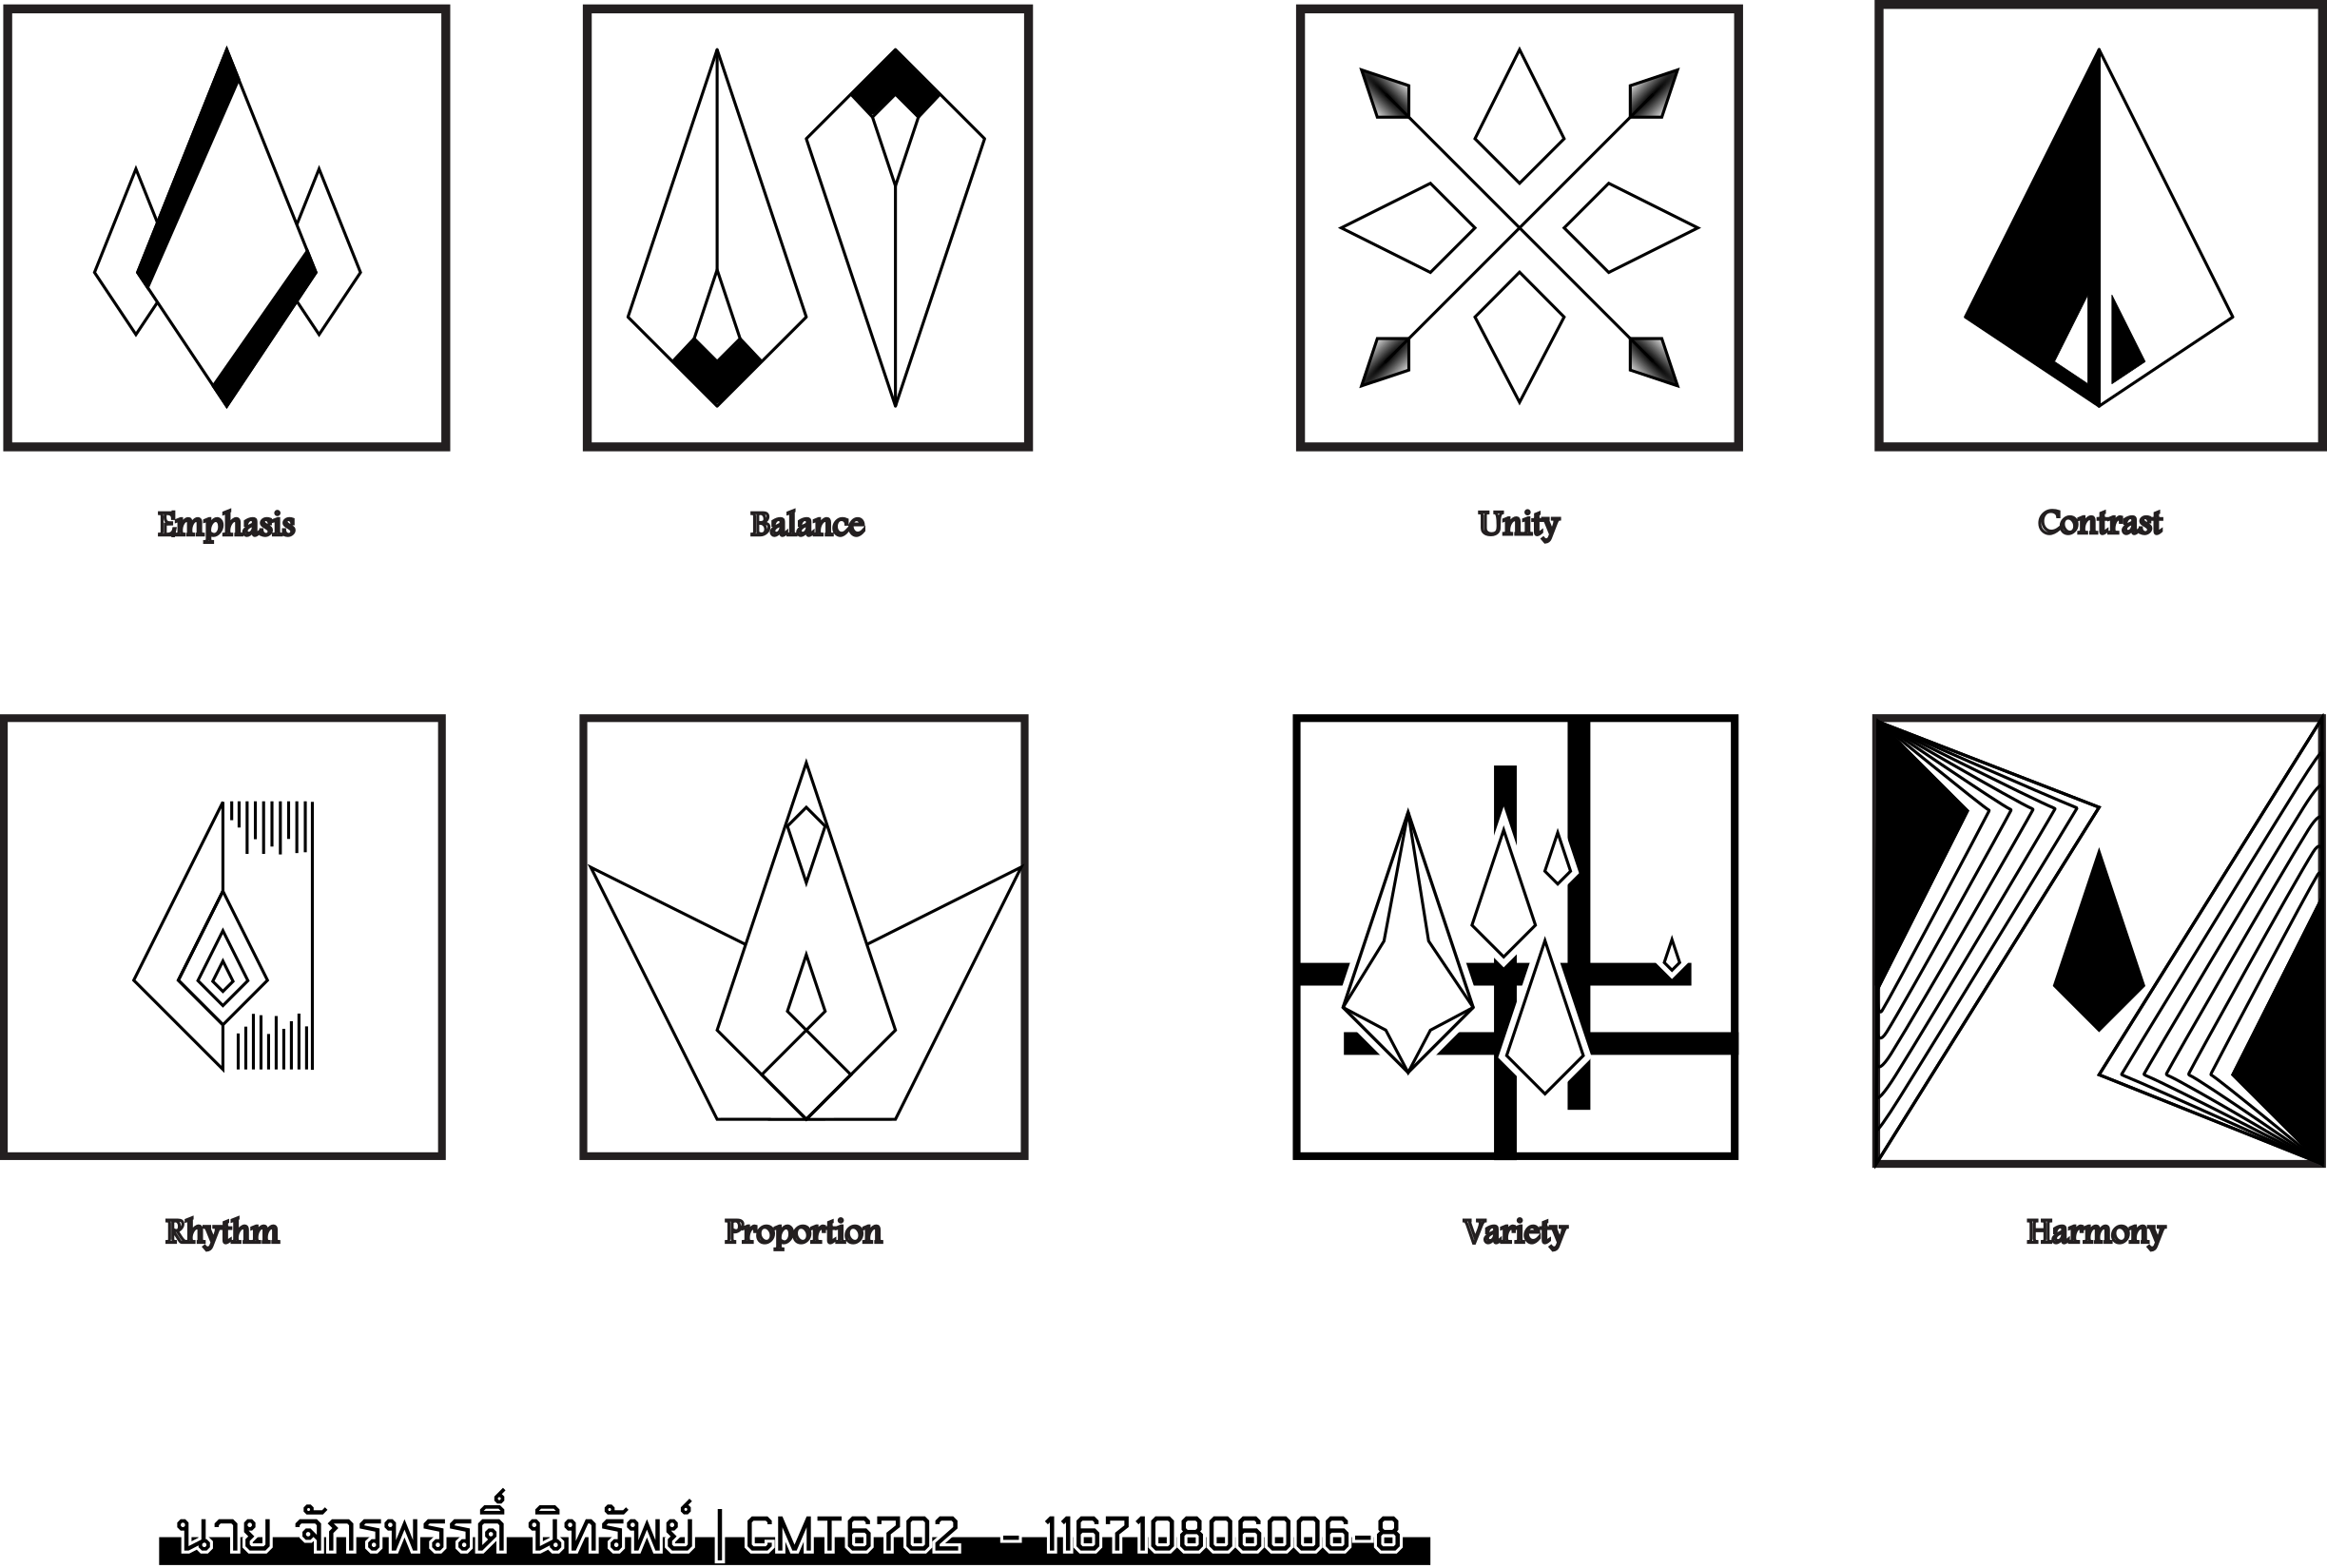 Emphasis
Balance
Unity
Contrast
Rhythm
Proportion
Variety
Harmony
นาย จักรพรรดิ์ นิทรัพย์ | GMT6702 - 116710806006-8